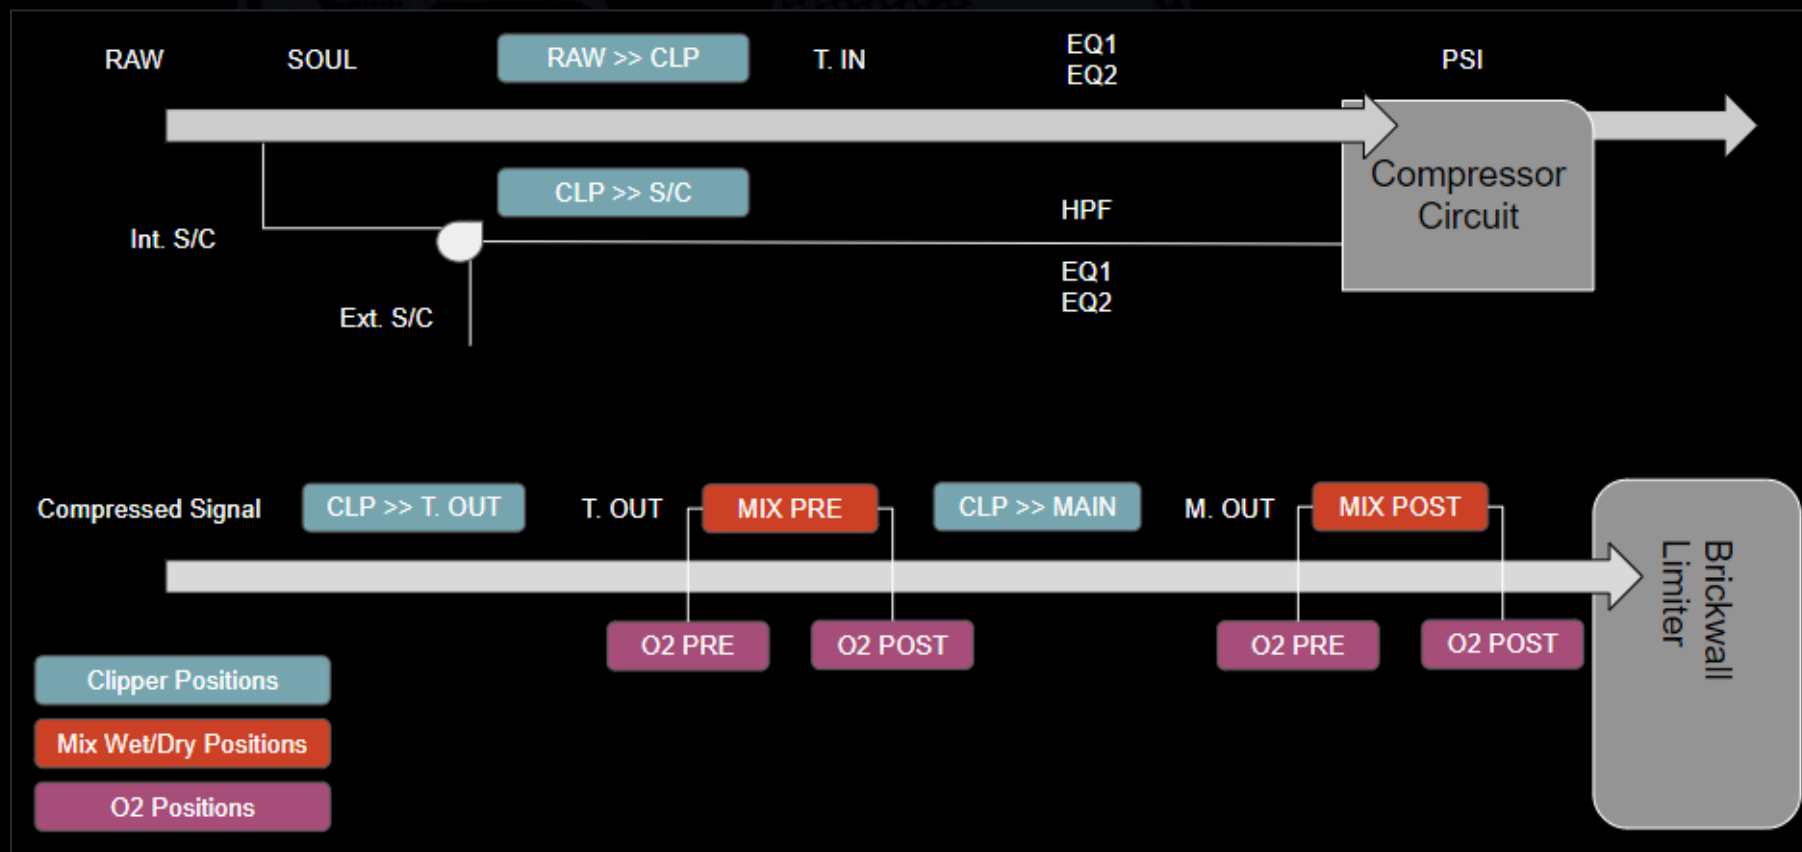 RAW
SOUL
RAW >> CLP
T. IN
EQ1
EQ2
PSI
CLP >> S/C
Compressor
Circuit
HPF
Int. S/C
EQ1
EQ2
Ext. S/C
Compressed Signal
CLP >> T. OUT
T. OUT
MIX PRE
CLP >> MAIN
M. OUT
MIX POST
Brickwall
Limiter
O2 PRE
O2 POST
O2 PRE
O2 POST
Clipper Positions
Mix Wet/Dry Positions
O2 Positions